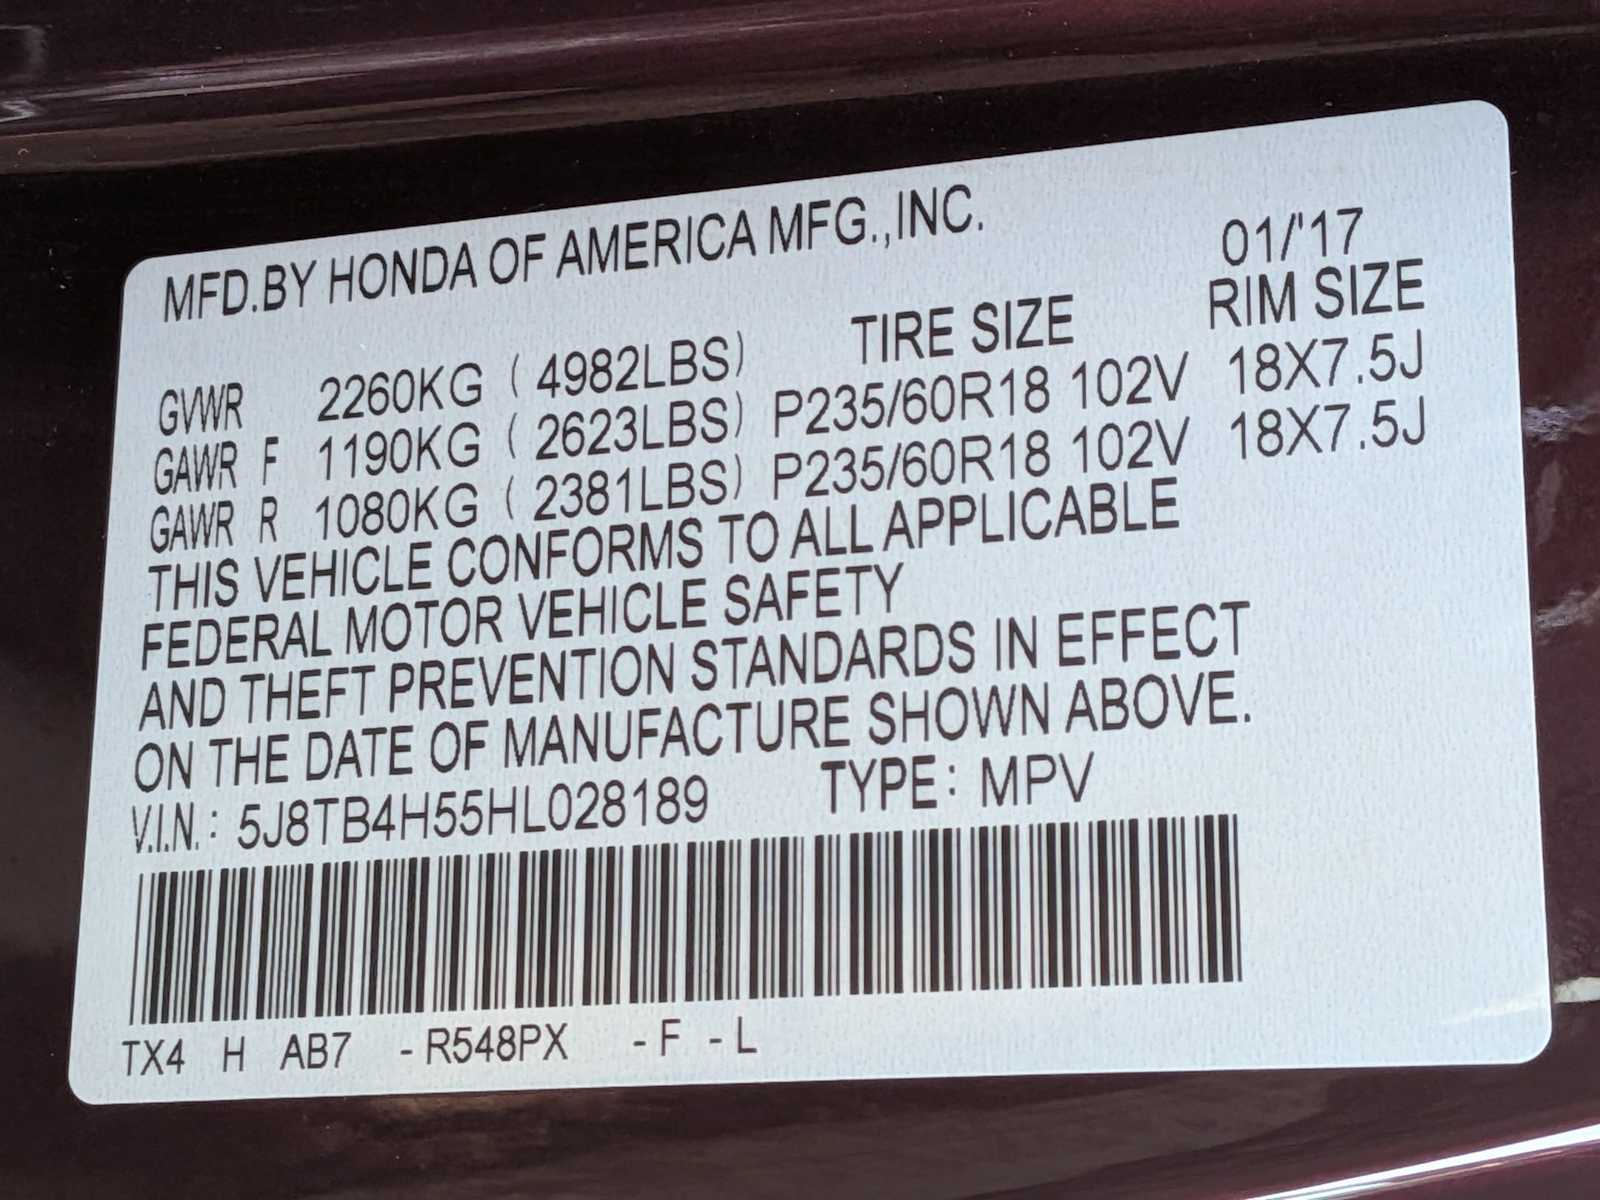 MFD.BY HONDA OF AMERICA MFG.,INC. 01/'17
TIRE SIZE RIM SIZE
GVWR 2260KG ( 4982LBS)
GAWR F 1190KG ( 2623LBS) P235/60R18 102V 18X7.5J
GAWR R 1080KG ( 2381LBS) P235/60R18 102V 18X7.5J
THIS VEHICLE CONFORMS TO ALL APPLICABLE
FEDERAL MOTOR VEHICLE SAFETY
AND THEFT PREVENTION STANDARDS IN EFFECT
ON THE DATE OF MANUFACTURE SHOWN ABOVE.
V.I.N.: 5J8TB4H55HL028189 TYPE: MPV
TX4 H AB7 -R548PX -F -L